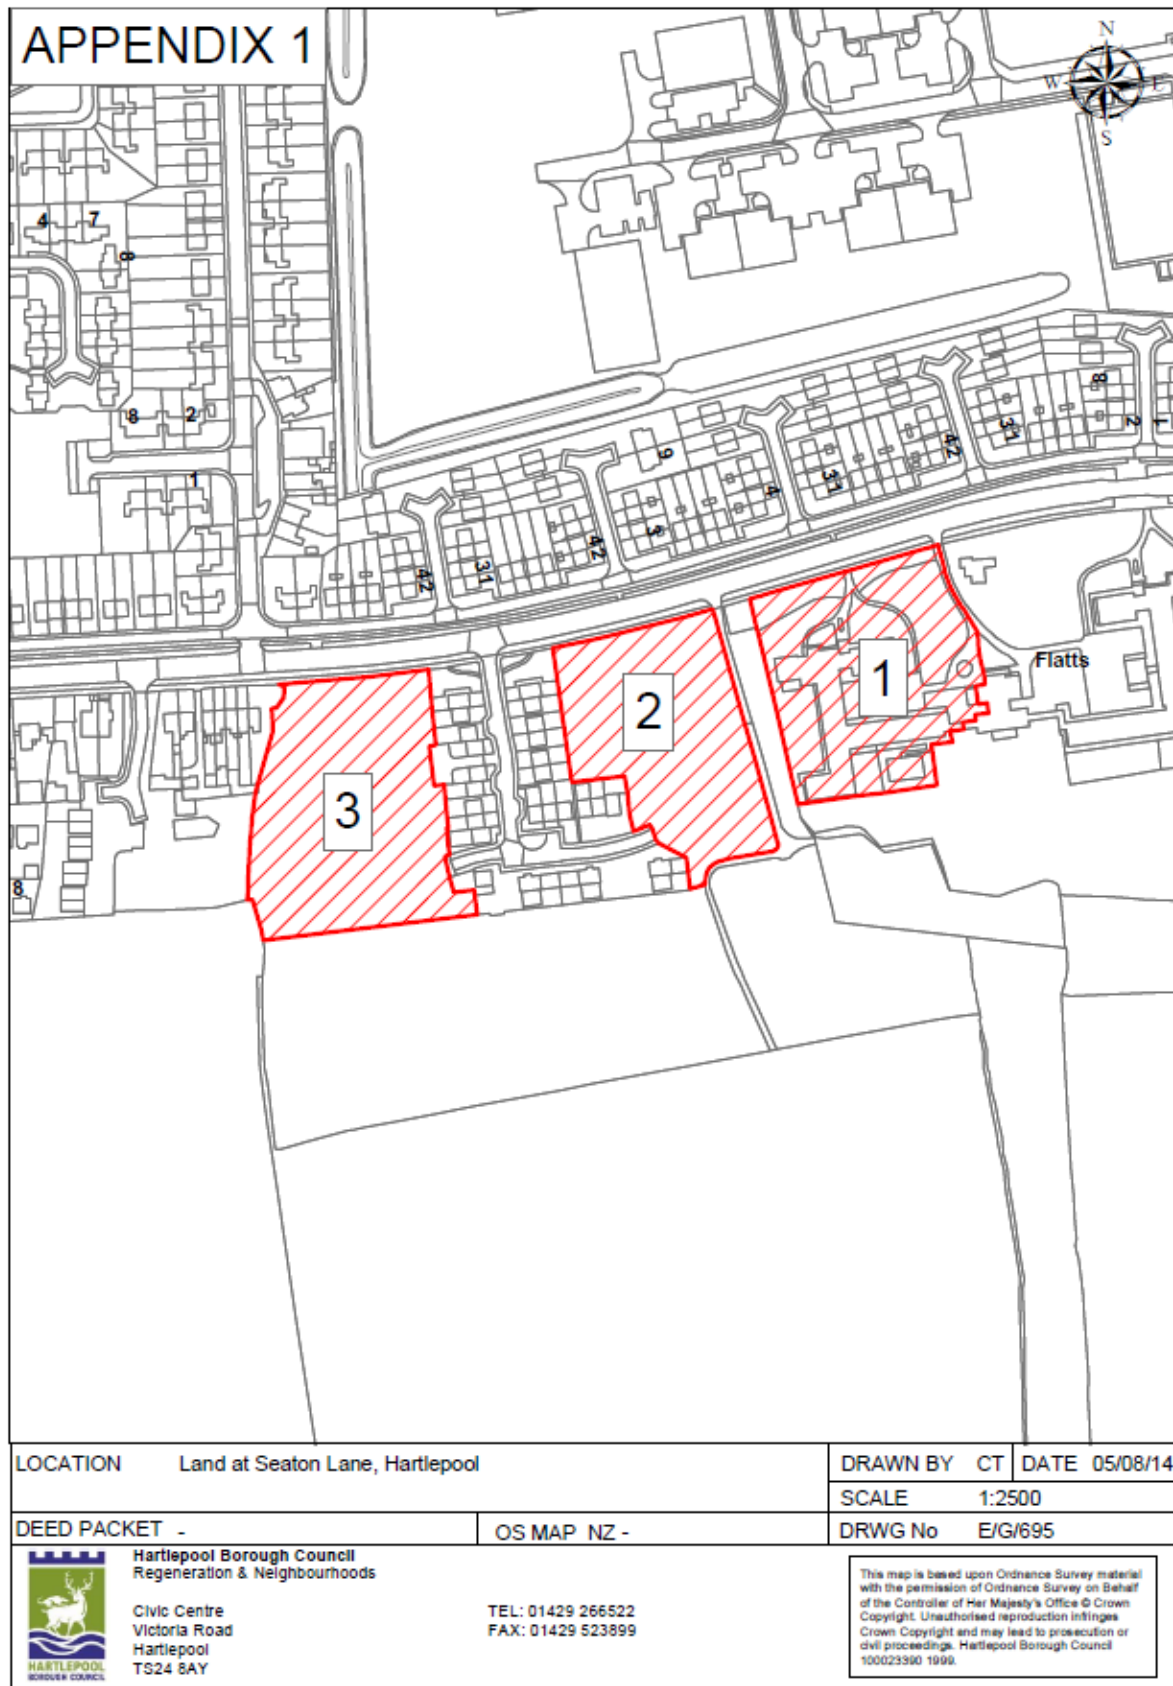 APPENDIX 1
N
W E
S
4 7
8
8 2
1
9
3
4
42
31
42
31
42
31
8
2 1
42
31
8
1
2
3
Flatts
LOCATION Land at Seaton Lane, Hartlepool
DRAWN BY CT DATE 05/08/14
SCALE 1:2500
DEED PACKET -
OS MAP NZ -
DRWG No E/G/695
Hartlepool Borough Council
Regeneration & Neighbourhoods
Civic Centre
Victoria Road
Hartlepool
TS24 8AY
TEL: 01429 266522
FAX: 01429 523899
HARTLEPOOL
BOROUGH COUNCIL
This map is based upon Ordnance Survey material
with the permission of Ordnance Survey on Behalf
of the Controller of Her Majesty's Office © Crown
Copyright. Unauthorised reproduction infringes
Crown Copyright and may lead to prosecution or
civil proceedings. Hartlepool Borough Council
100023390 1999.